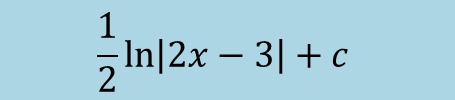 1/2 ln|2x − 3| + c